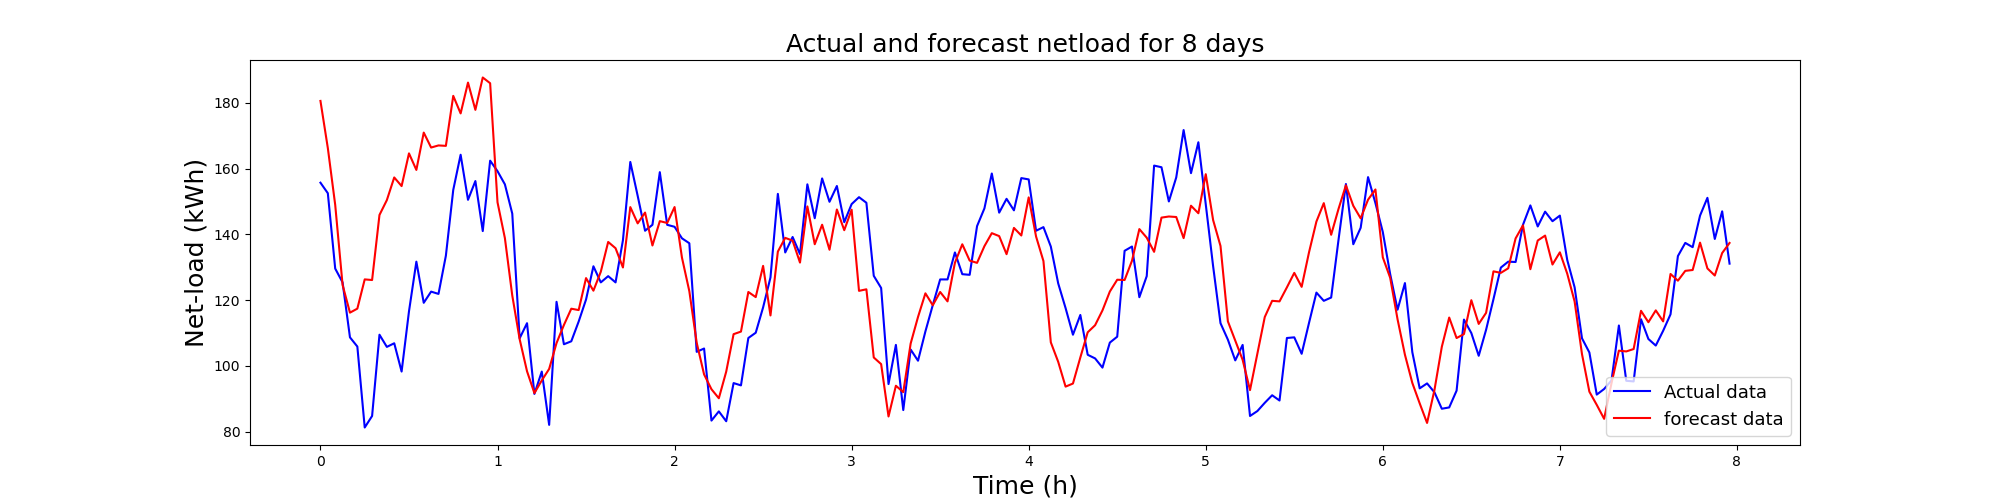 Actual and forecast netload for 8 days
Net-load (kWh)
180
160
140
120
100
80
Actual data
forecast data
0 1 2 3 4 5 6 7 8
Time (h)